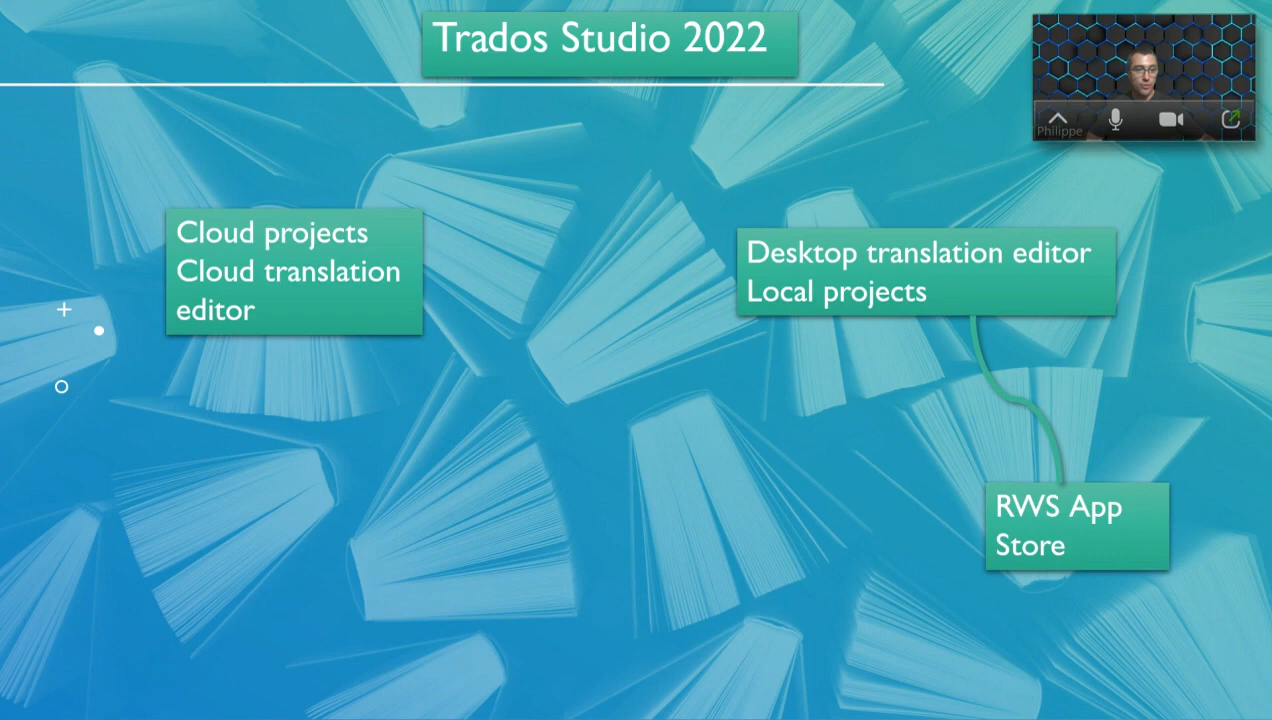 Trados Studio 2022
Philippe
Cloud projects
Cloud translation
editor
Desktop translation editor
Local projects
RWS App
Store